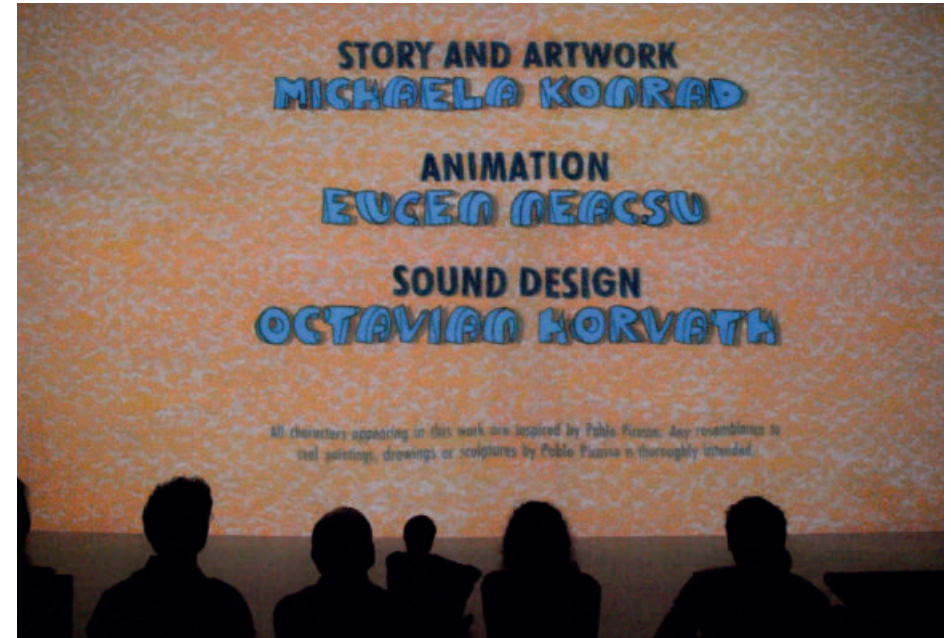 STORY AND ARTWORK
MICHAELA KONRAD
ANIMATION
EUGEN NEACSU
SOUND DESIGN
OCTAVIAN HORVATH
All characters appearing in this work are inspired by Pablo Picasso. Any resemblance to
real paintings, drawings or sculptures by Pablo Picasso is thoroughly intended.